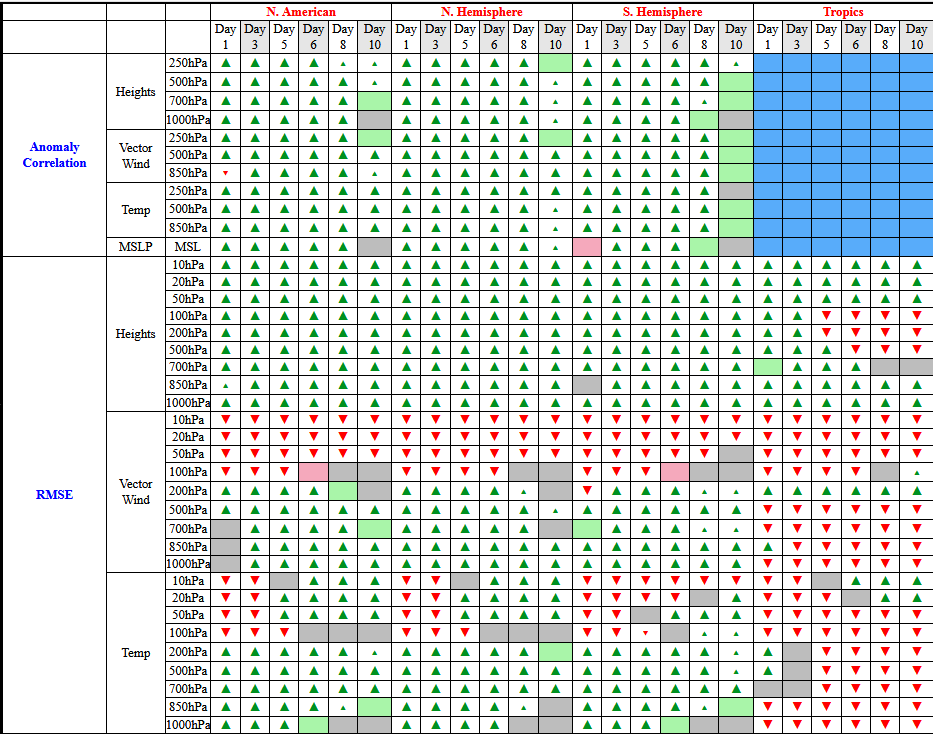 N. American N. Hemisphere S. Hemisphere Tropics
Day Day Day Day Day Day Day Day Day Day Day Day Day Day Day Day Day Day Day Day Day Day Day Day
1 3 5 6 8 10 1 3 5 6 8 10 1 3 5 6 8 10 1 3 5 6 8 10
Anomaly
Correlation
Heights
250hPa
500hPa
700hPa
1000hPa
Vector
Wind
250hPa
500hPa
850hPa
Temp
250hPa
500hPa
850hPa
MSLP MSL
RMSE
Heights
10hPa
20hPa
50hPa
100hPa
200hPa
500hPa
700hPa
850hPa
1000hPa
Vector
Wind
10hPa
20hPa
50hPa
100hPa
200hPa
500hPa
700hPa
850hPa
1000hPa
Temp
10hPa
20hPa
50hPa
100hPa
200hPa
500hPa
700hPa
850hPa
1000hPa